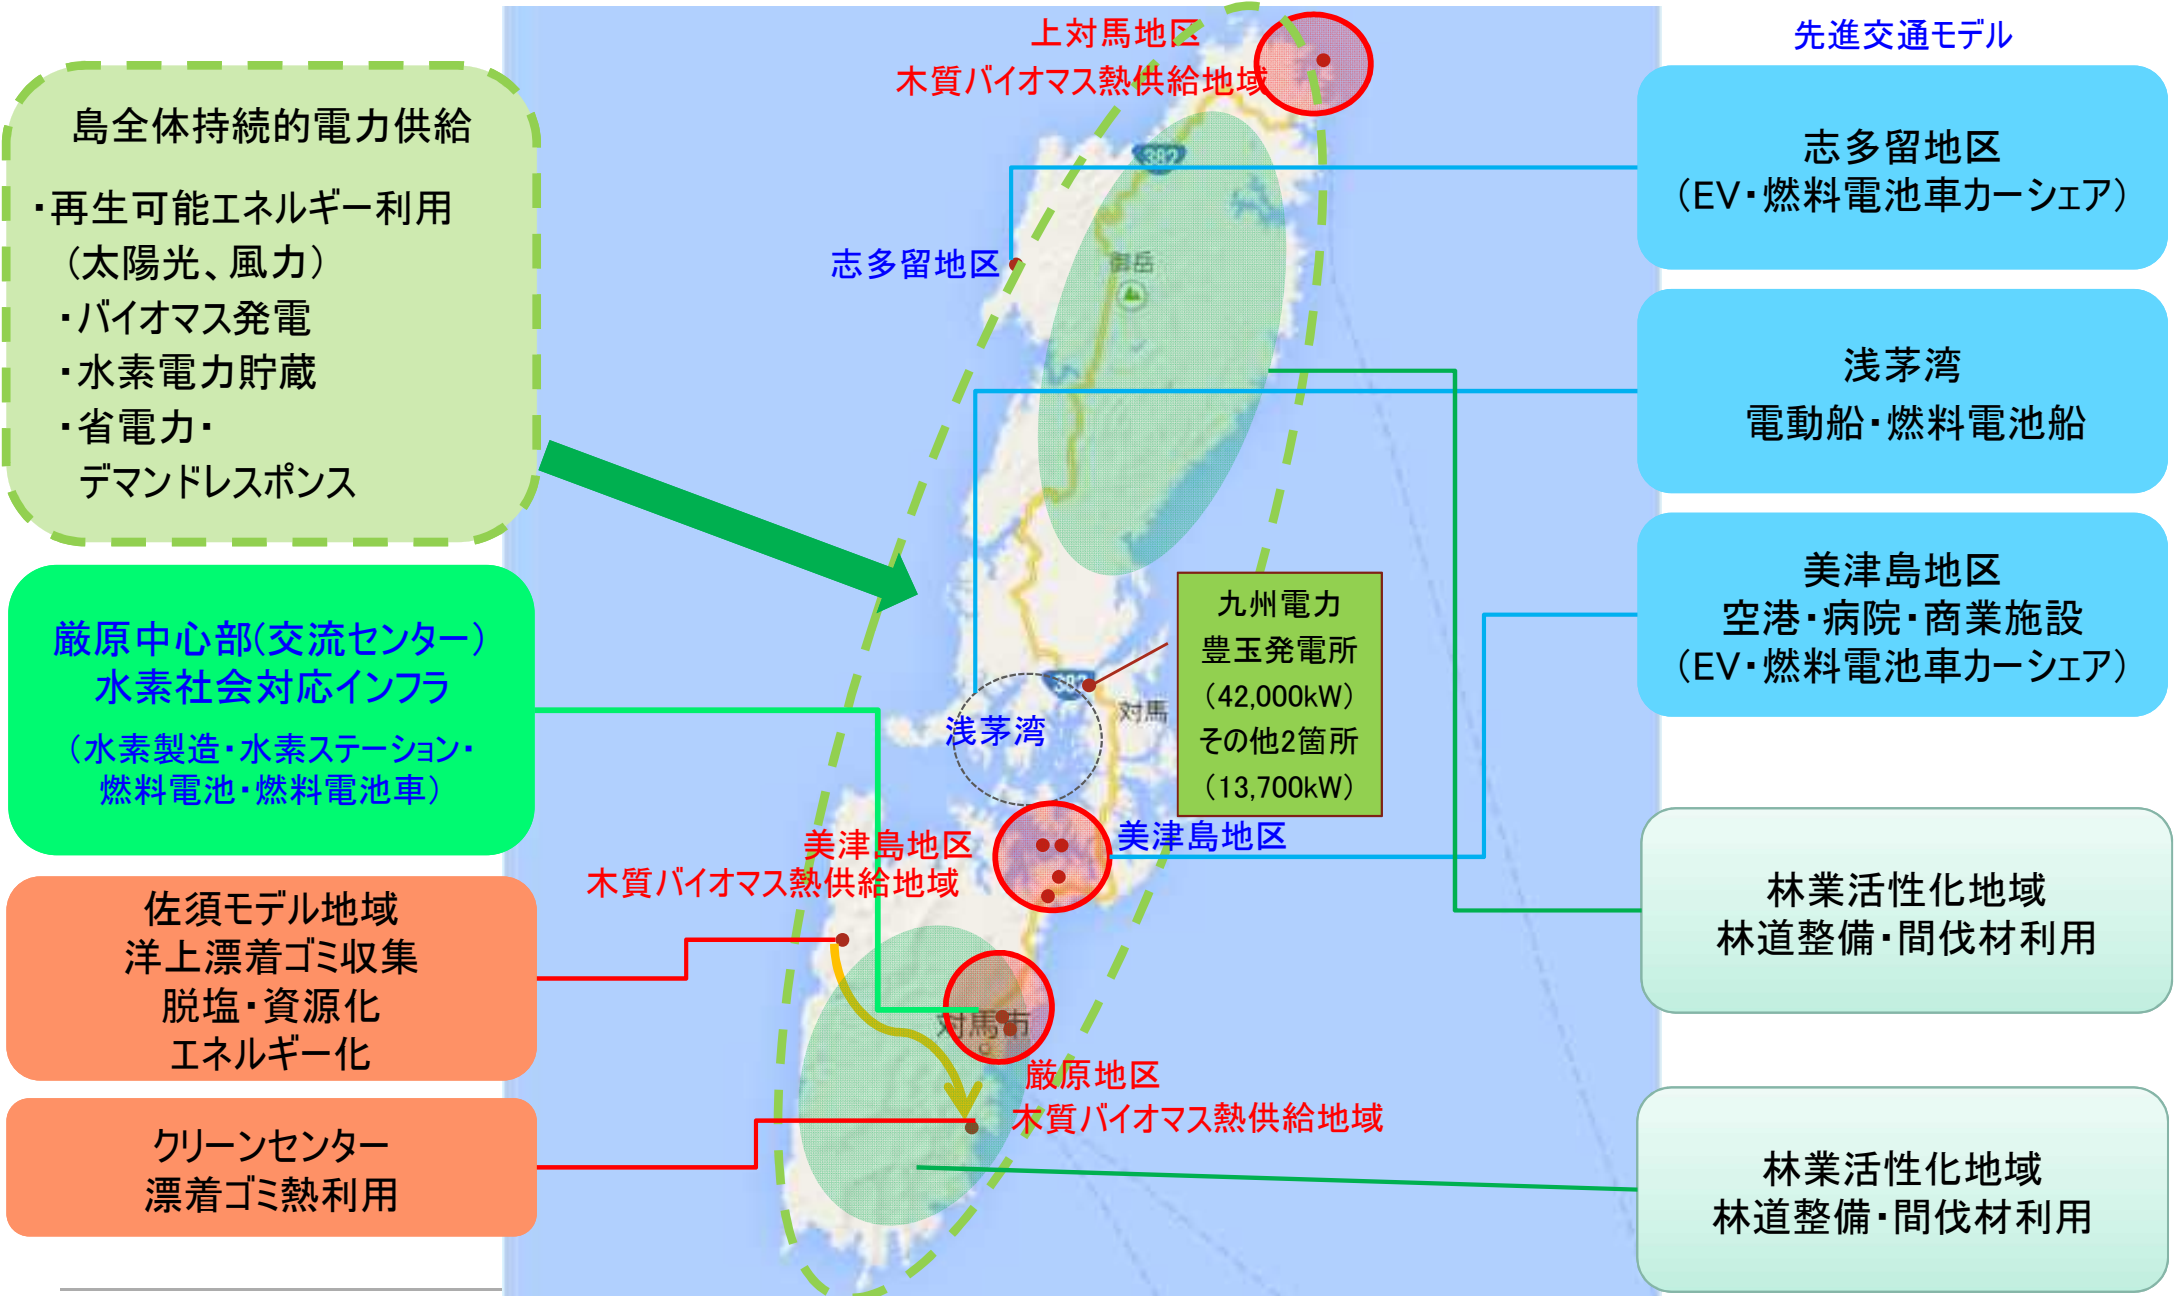 島全体持続的電力供給
・再生可能エネルギー利用
（太陽光、風力）
・バイオマス発電
・水素電力貯蔵
・省電力・
デマンドレスポンス
厳原中心部(交流センター）
水素社会対応インフラ
（水素製造・水素ステーション・
燃料電池・燃料電池車）
佐須モデル地域
洋上漂着ゴミ収集
脱塩・資源化
エネルギー化
クリーンセンター
漂着ゴミ熱利用
上対馬地区
木質バイオマス熱供給地域
382
志多留地区
御岳
九州電力
豊玉発電所
（42,000kW）
その他2箇所
（13,700kW）
382
対馬
浅茅湾
美津島地区
木質バイオマス熱供給地域
美津島地区
対馬市
厳原地区
木質バイオマス熱供給地域
先進交通モデル
志多留地区
（EV・燃料電池車カーシェア）
浅茅湾
電動船・燃料電池船
美津島地区
空港・病院・商業施設
（EV・燃料電池車カーシェア）
林業活性化地域
林道整備・間伐材利用
林業活性化地域
林道整備・間伐材利用